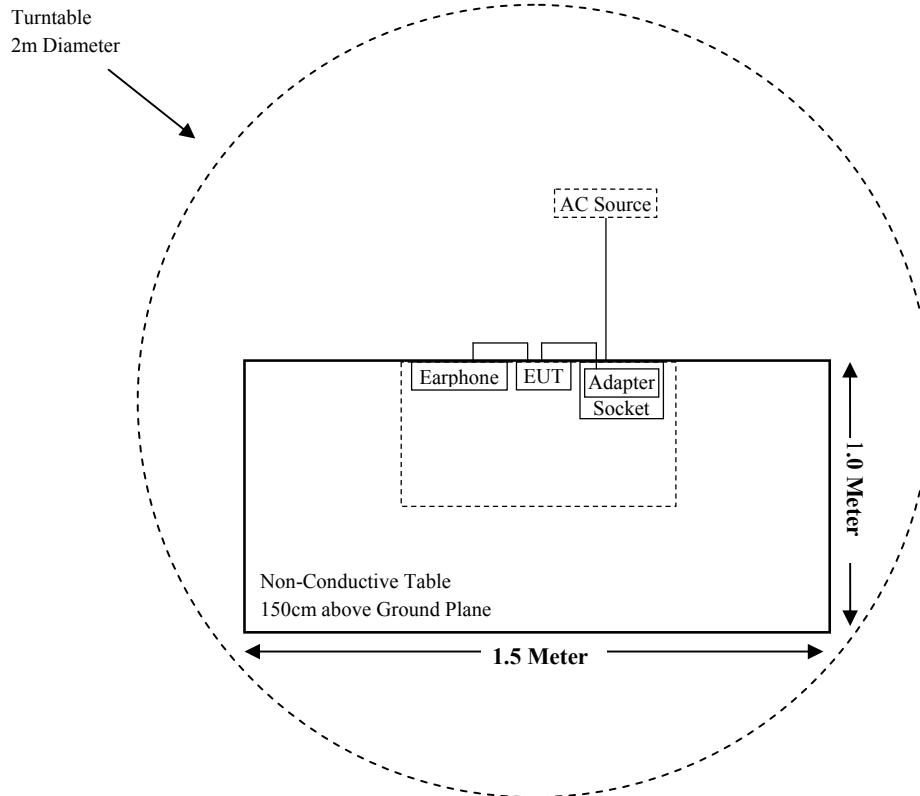 Turntable
2m Diameter
AC Source
Earphone
EUT
Adapter
Socket
1.0 Meter
Non-Conductive Table
150cm above Ground Plane
1.5 Meter